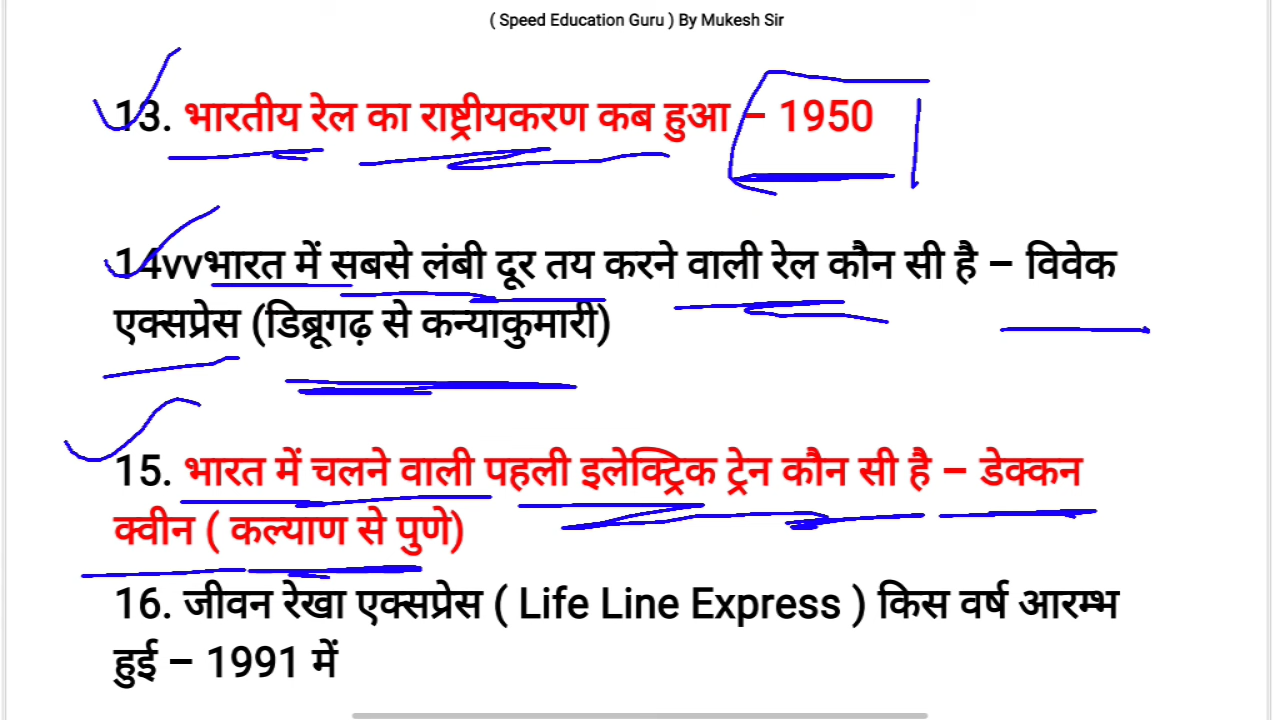 ( Speed Education Guru ) By Mukesh Sir
13. भारतीय रेल का राष्ट्रीयकरण कब हुआ – 1950
14vvभारत में सबसे लंबी दूर तय करने वाली रेल कौन सी है – विवेक
एक्सप्रेस (डिब्रूगढ़ से कन्याकुमारी)
15. भारत में चलने वाली पहली इलेक्ट्रिक ट्रेन कौन सी है – डेक्कन
क्वीन ( कल्याण से पुणे)
16. जीवन रेखा एक्सप्रेस ( Life Line Express ) किस वर्ष आरम्भ
हुई – 1991 में